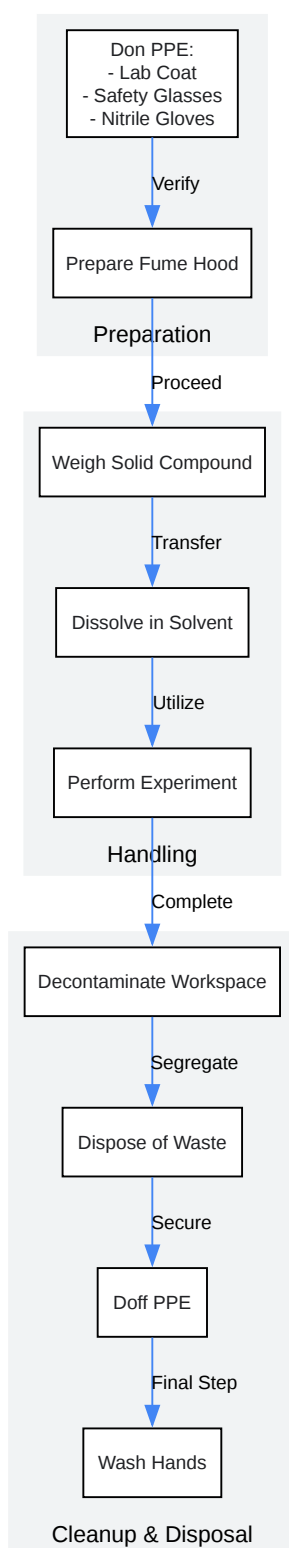 Don PPE:
- Lab Coat
- Safety Glasses
- Nitrile Gloves
Verify
Prepare Fume Hood
Preparation
Proceed
Weigh Solid Compound
Transfer
Dissolve in Solvent
Utilize
Perform Experiment
Handling
Complete
Decontaminate Workspace
Segregate
Dispose of Waste
Secure
Doff PPE
Final Step
Wash Hands
Cleanup & Disposal